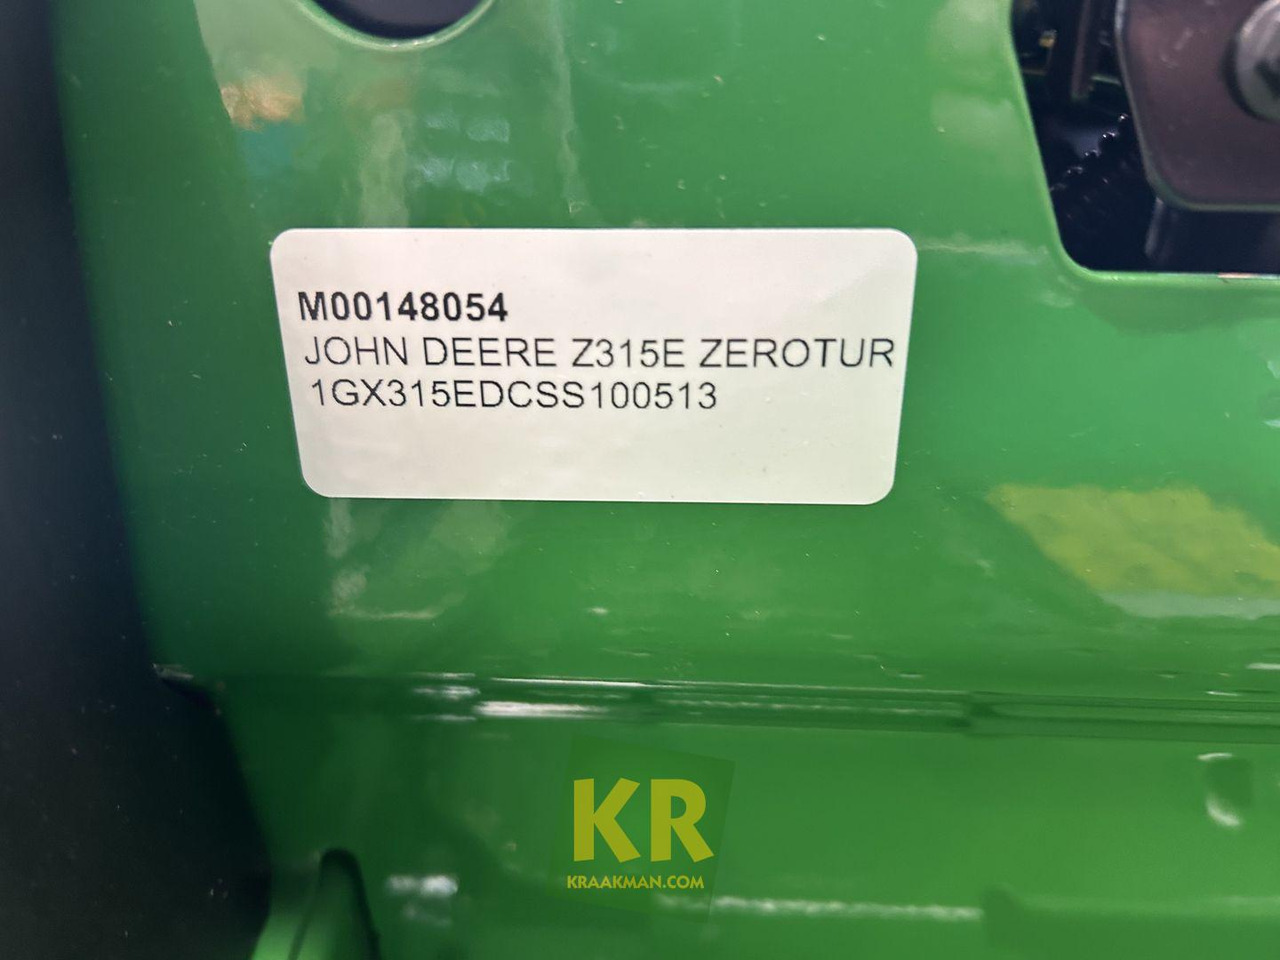 M00148054
JOHN DEERE Z315E ZEROTUR
1GX315EDCSS100513
KR
KRAAKMAN.COM